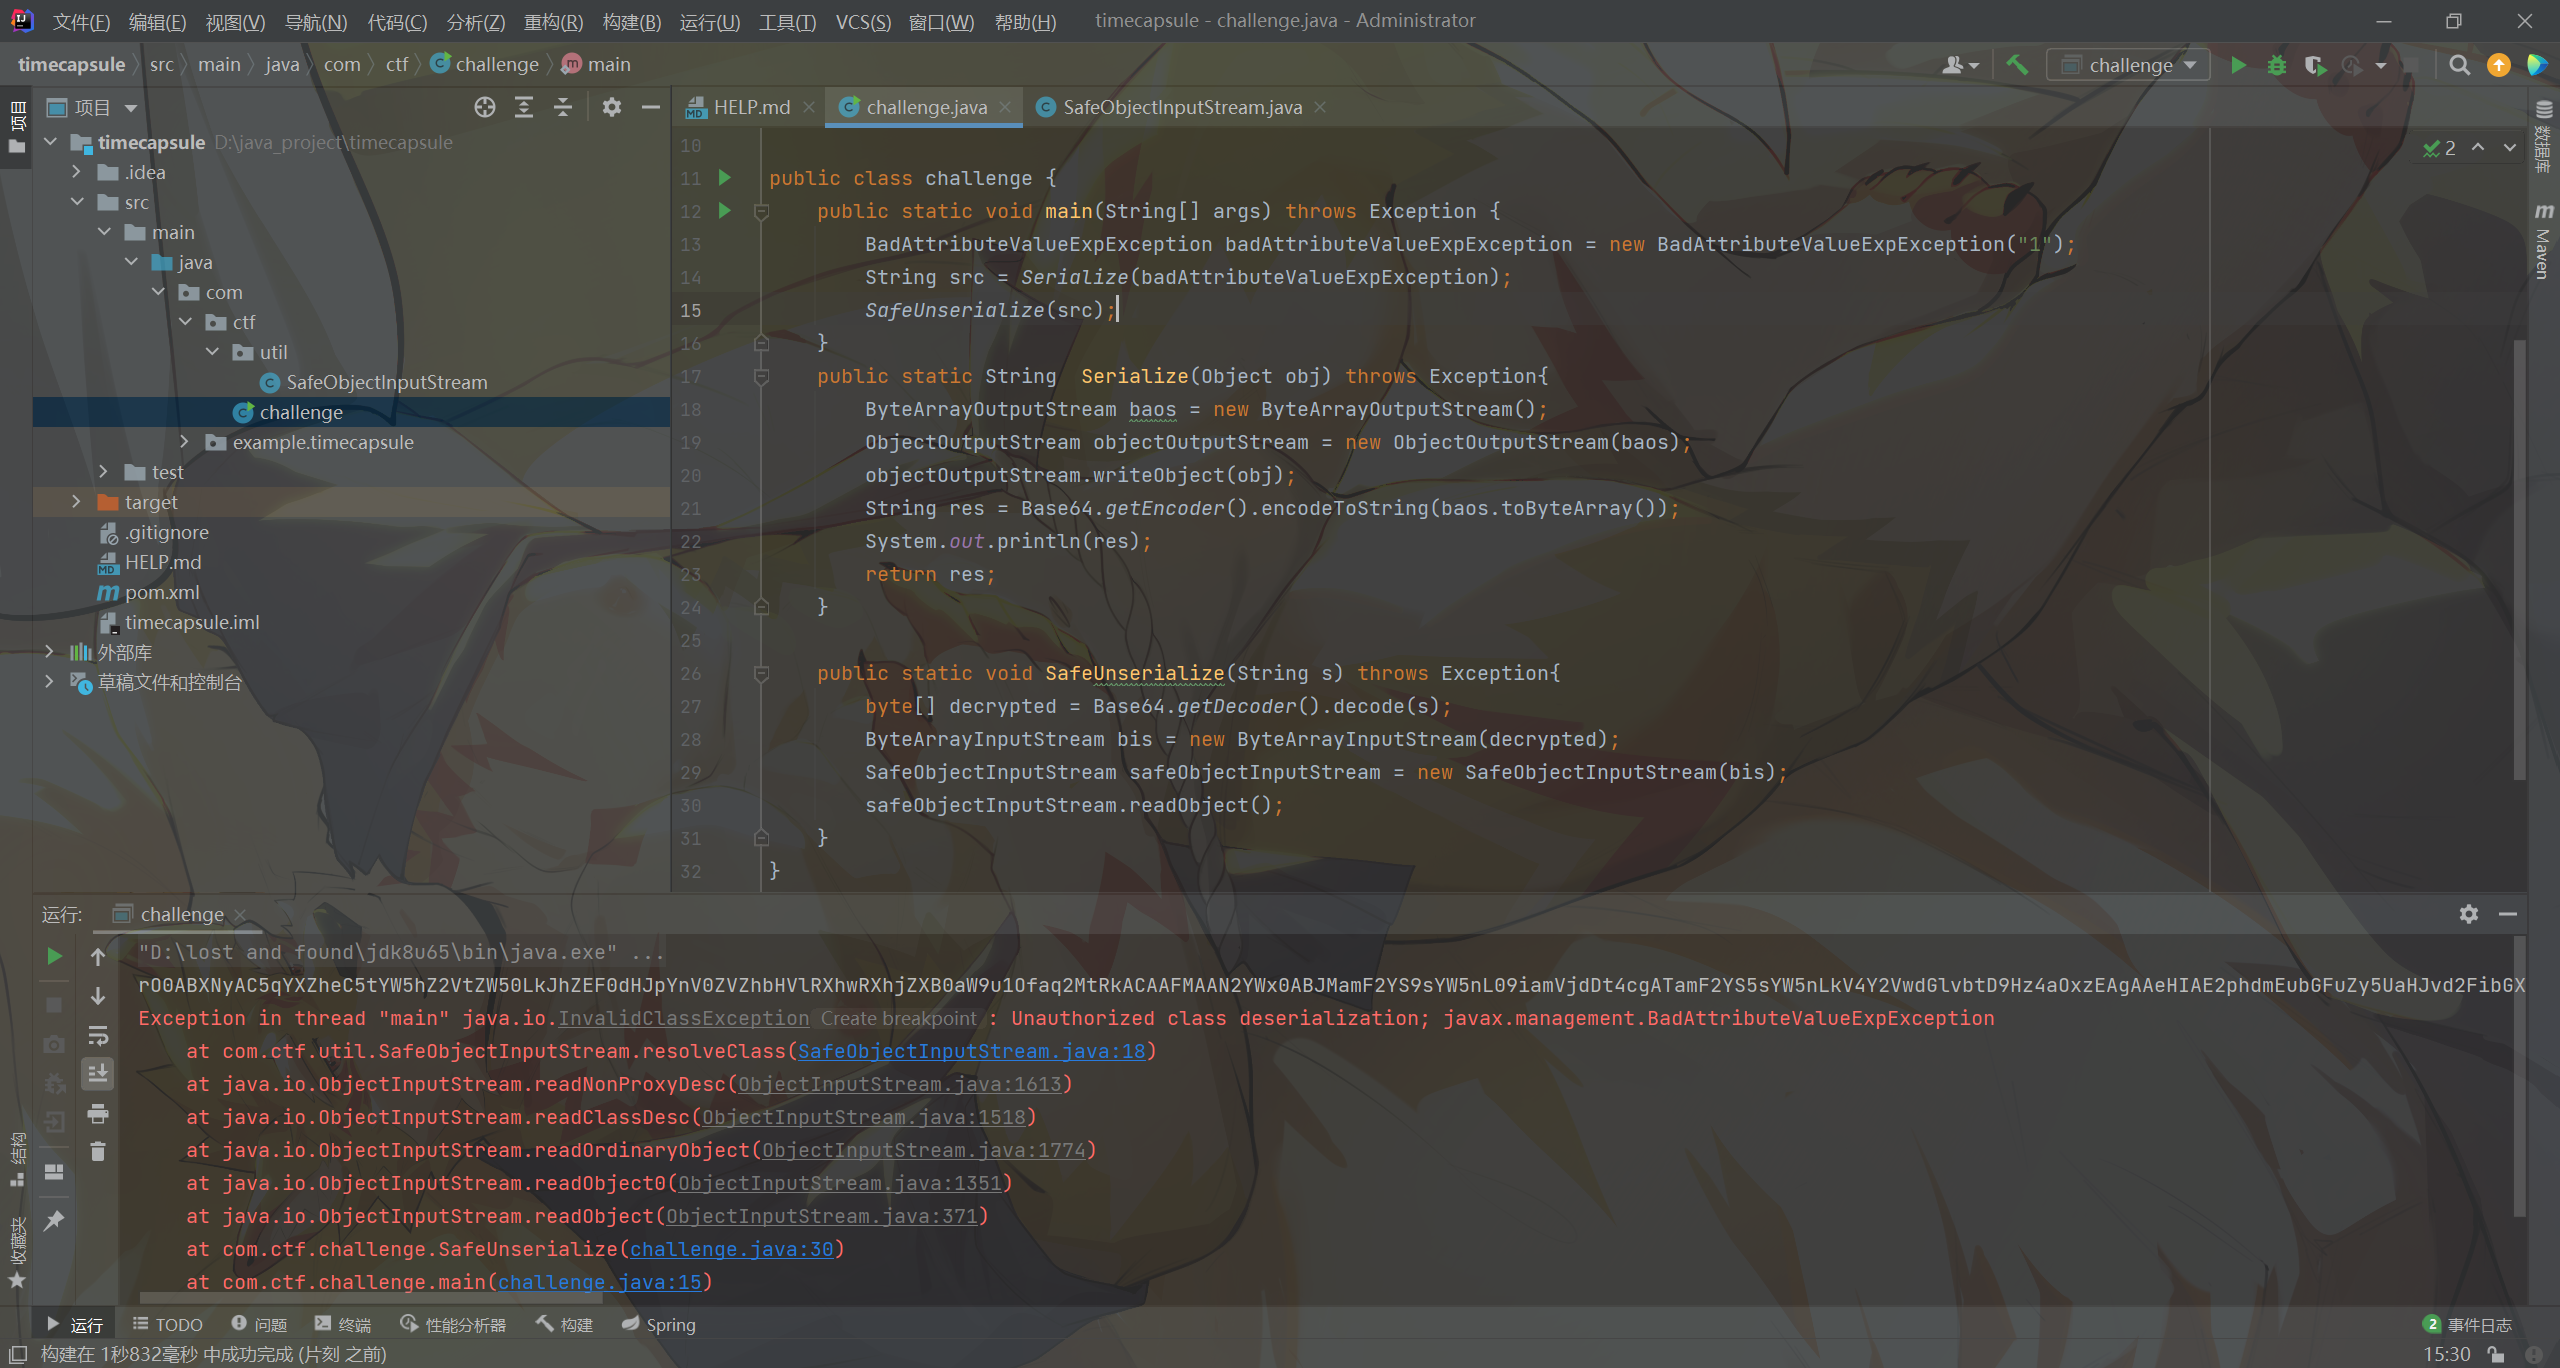 文件(F) 编辑(E) 视图(V) 导航(N) 代码(C) 分析(Z) 重构(R) 构建(B) 运行(U) 工具(T) VCS(S) 窗口(W) 帮助(H) timecapsule - challenge.java - Administrator
timecapsule src main java com ctf challenge main challenge
项目
项目
HELP.md challenge.java SafeObjectInputStream.java
timecapsule D:\java_project\timecapsule
.idea
src
main
java
com
ctf
util
SafeObjectInputStream
challenge
example.timecapsule
test
target
.gitignore
HELP.md
pom.xml
timecapsule.iml
外部库
草稿文件和控制台
2
数据库
Maven
10
11 public class challenge {
12 public static void main(String[] args) throws Exception {
13 BadAttributeValueExpException badAttributeValueExpException = new BadAttributeValueExpException("1");
14 String src = Serialize(badAttributeValueExpException);
15 SafeUnserialize(src);
16 }
17 public static String  Serialize(Object obj) throws Exception{
18 ByteArrayOutputStream baos = new ByteArrayOutputStream();
19 ObjectOutputStream objectOutputStream = new ObjectOutputStream(baos);
20 objectOutputStream.writeObject(obj);
21 String res = Base64.getEncoder().encodeToString(baos.toByteArray());
22 System.out.println(res);
23 return res;
24 }
25
26 public static void SafeUnserialize(String s) throws Exception{
27 byte[] decrypted = Base64.getDecoder().decode(s);
28 ByteArrayInputStream bis = new ByteArrayInputStream(decrypted);
29 SafeObjectInputStream safeObjectInputStream = new SafeObjectInputStream(bis);
30 safeObjectInputStream.readObject();
31 }
32 }
运行: challenge
"D:\lost and found\jdk8u65\bin\java.exe" ...
rO0ABXNyAC5qYXZheC5tYW5hZ2VtZW50LkJhZEF0dHJpYnV0ZVZhbHVlRXhwRXhjZXB0aW9u1Ofaq2MtRkACAAFMAAN2YWx0ABJMamF2YS9sYW5nL09iamVjdDt4cgATamF2YS5sYW5nLkV4Y2VwdGlvbtD9Hz4aOxzEAgAAeHIAE2phdmEubGFuZy5UaHJvd2FibGX
Exception in thread "main" java.io.InvalidClassException Create breakpoint : Unauthorized class deserialization; javax.management.BadAttributeValueExpException
at com.ctf.util.SafeObjectInputStream.resolveClass(SafeObjectInputStream.java:18)
at java.io.ObjectInputStream.readNonProxyDesc(ObjectInputStream.java:1613)
at java.io.ObjectInputStream.readClassDesc(ObjectInputStream.java:1518)
at java.io.ObjectInputStream.readOrdinaryObject(ObjectInputStream.java:1774)
at java.io.ObjectInputStream.readObject0(ObjectInputStream.java:1351)
at java.io.ObjectInputStream.readObject(ObjectInputStream.java:371)
at com.ctf.challenge.SafeUnserialize(challenge.java:30)
at com.ctf.challenge.main(challenge.java:15)
结构
收藏夹
运行 TODO 问题 终端 性能分析器 构建 Spring 2 事件日志
构建在 1秒832毫秒 中成功完成 (片刻 之前) 15:30